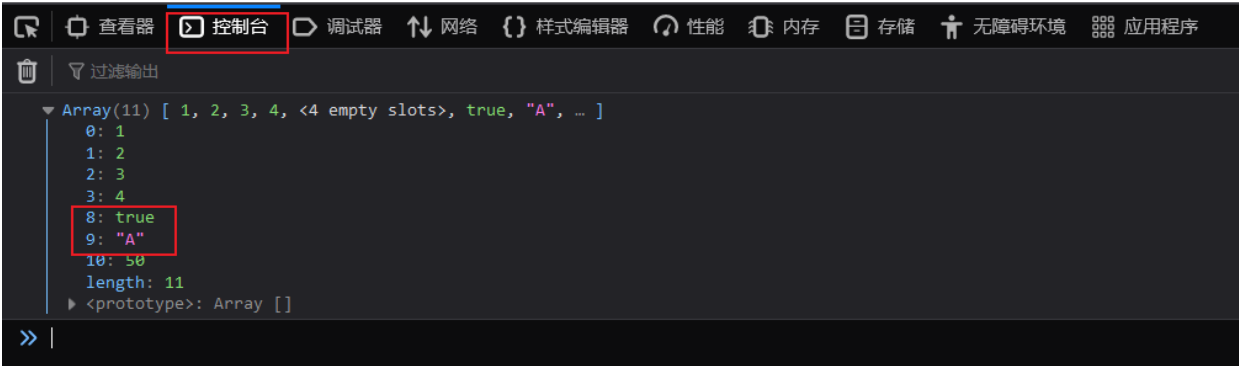 查看器 控制台 调试器 网络 {} 样式编辑器 性能 内存 存储 无障碍环境 应用程序
过滤输出
Array(11) [ 1, 2, 3, 4, <4 empty slots>, true, "A", … ]
0: 1
1: 2
2: 3
3: 4
8: true
9: "A"
10: 50
length: 11
<prototype>: Array []